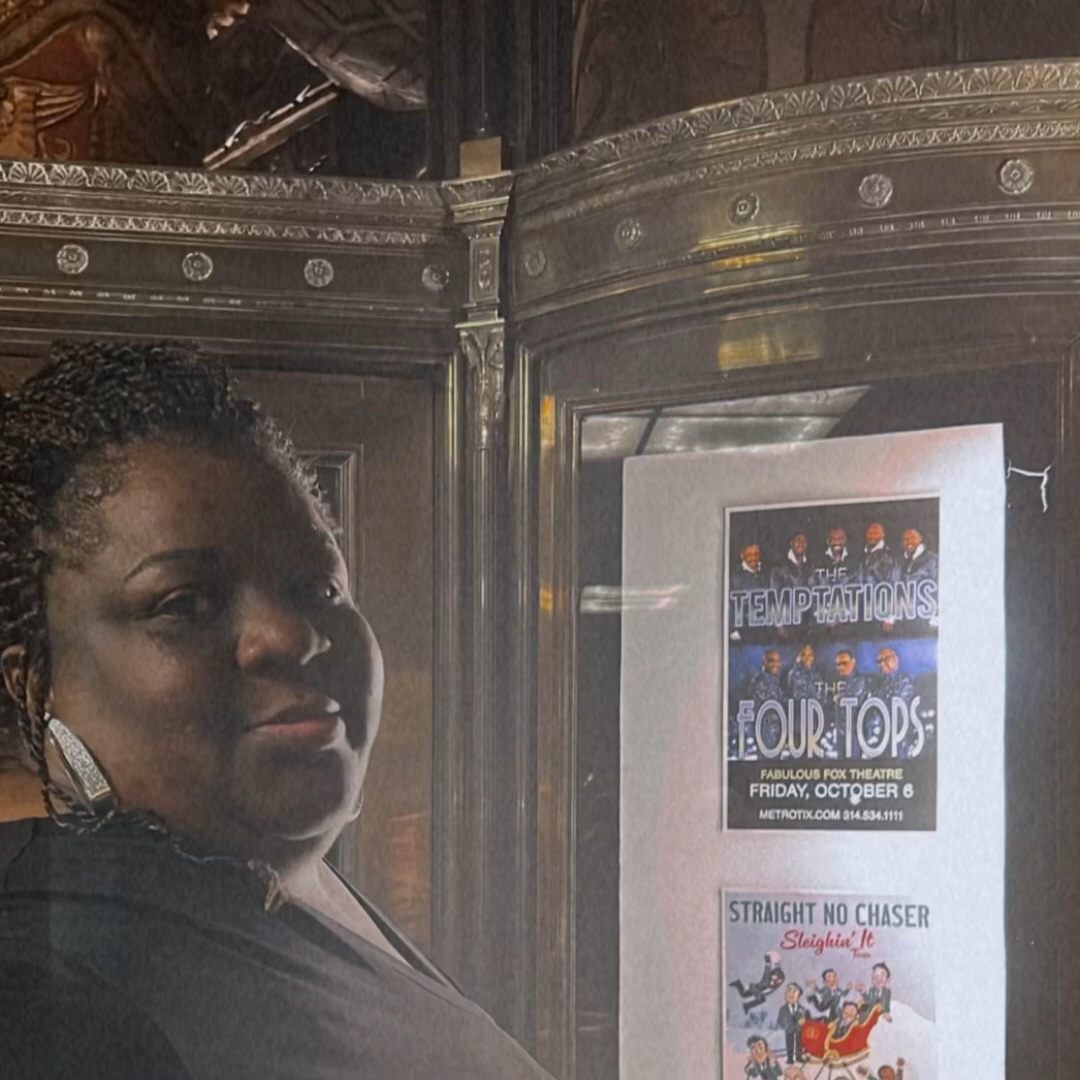 THE
TEMPTATIONS
THE
FOUR TOPS
FABULOUS FOX THEATRE
FRIDAY, OCTOBER 6
METROTIX.COM 314.534.1111
STRAIGHT NO CHASER
Sleighin' It
Tour